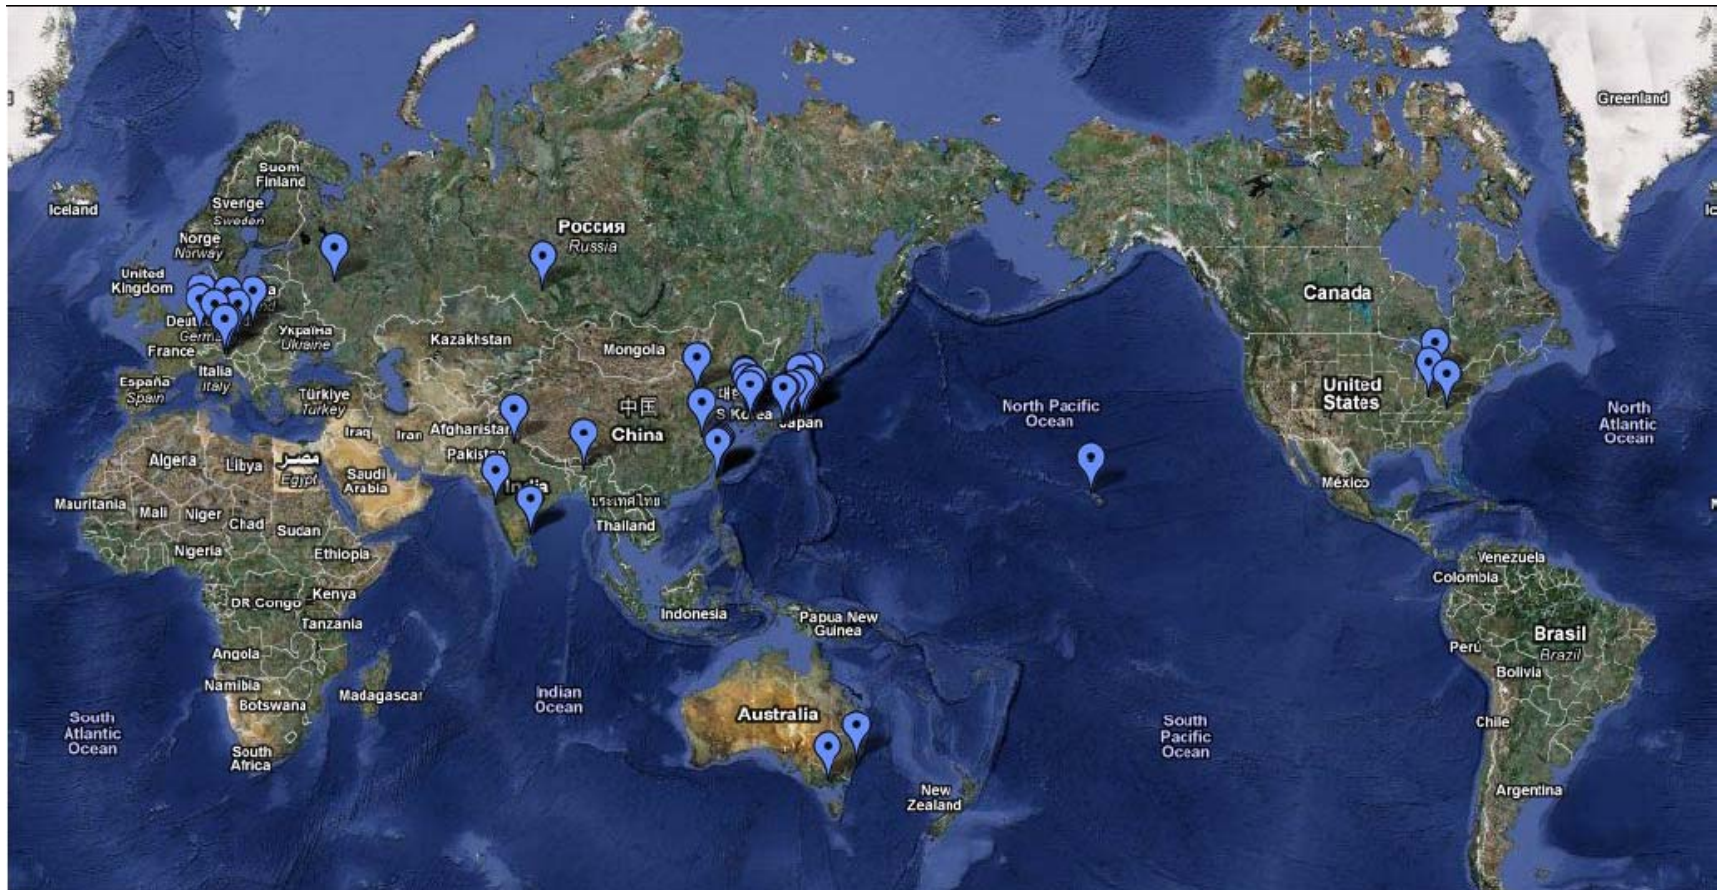 Greenland
Suomi
Finland
Iceland
Sverige
Sweden
Россия
Russia
Norge
Norway
United
Kingdom
Canada
Україна
Ukraine
Kazakhstan
Mongolia
France
Italia
Italy
España
Spain
Türkiye
Turkey
United
States
中国
China
S Korea
Japan
North Pacific
Ocean
North
Atlantic
Ocean
Iraq
Iran
Afghanistan
Pakistan
Algeria
Libya
مصر
Egypt
Saudi
Arabia
India
México
Mauritania
Mali
Niger
Chad
Sudan
ประเทศไทย
Thailand
Nigeria
Ethiopia
Venezuela
Colombia
DR Congo
Kenya
Tanzania
Indonesia
Papua New
Guinea
Brasil
Brazil
Perú
Angola
Bolivia
Namibia
Botswana
Madagascar
Indian
Ocean
Australia
South
Atlantic
Ocean
South
Pacific
Ocean
Chile
South
Africa
New
Zealand
Argentina